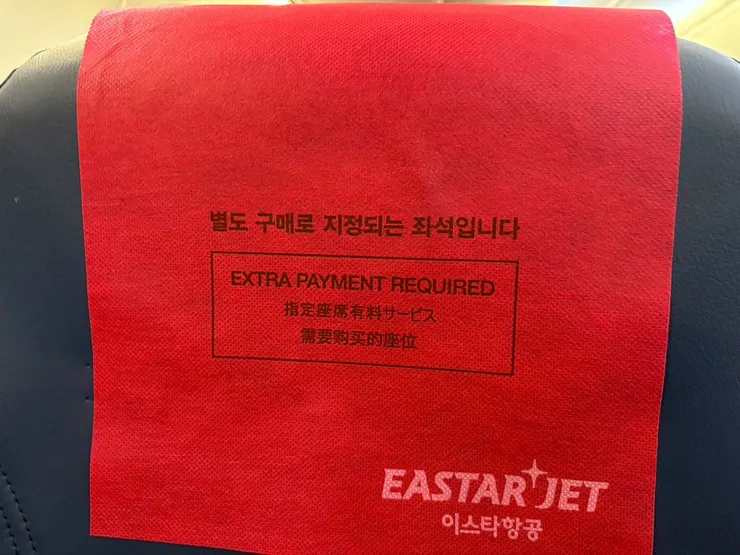 별도 구매로 지정되는 좌석입니다
EXTRA PAYMENT REQUIRED
指定座席有料サービス
需要购买的座位
EASTAR JET
이스타항공